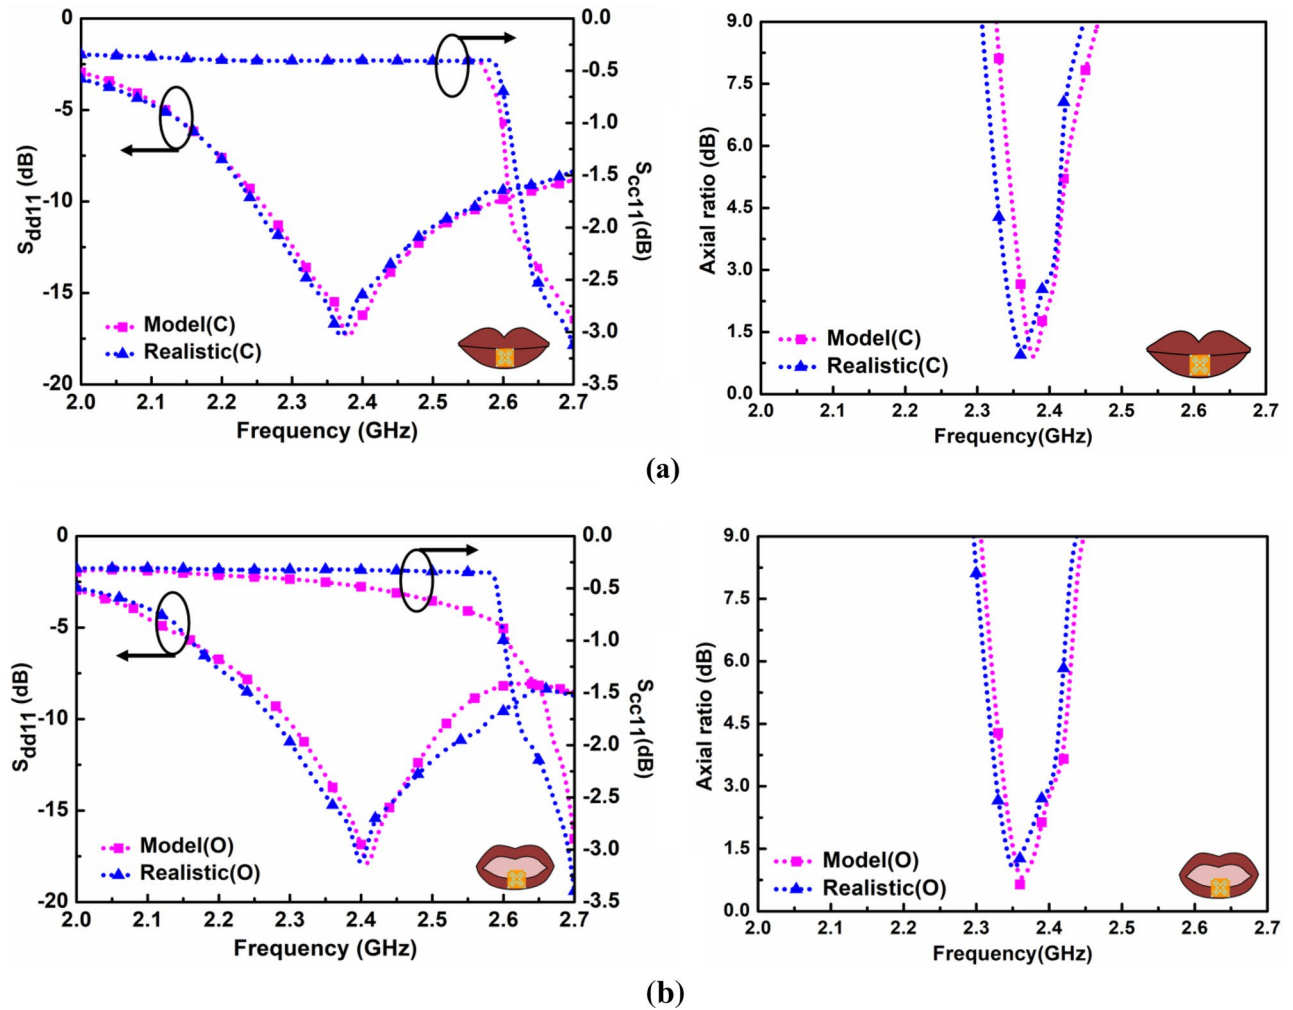 0
-5
-10
-15
-20
S_dd11 (dB)
0.0
-0.5
-1.0
-1.5
-2.0
-2.5
-3.0
-3.5
S_cc11(dB)
Model(C)
Realistic(C)
2.0 2.1 2.2 2.3 2.4 2.5 2.6 2.7
Frequency (GHz)
9.0
7.5
6.0
4.5
3.0
1.5
0.0
Axial ratio (dB)
Model(C)
Realistic(C)
2.0 2.1 2.2 2.3 2.4 2.5 2.6 2.7
Frequency(GHz)
(a)
0
-5
-10
-15
-20
S_dd11 (dB)
0.0
-0.5
-1.0
-1.5
-2.0
-2.5
-3.0
-3.5
S_cc11(dB)
Model(O)
Realistic(O)
2.0 2.1 2.2 2.3 2.4 2.5 2.6 2.7
Frequency (GHz)
9.0
7.5
6.0
4.5
3.0
1.5
0.0
Axial ratio (dB)
Model(O)
Realistic(O)
2.0 2.1 2.2 2.3 2.4 2.5 2.6 2.7
Frequency(GHz)
(b)